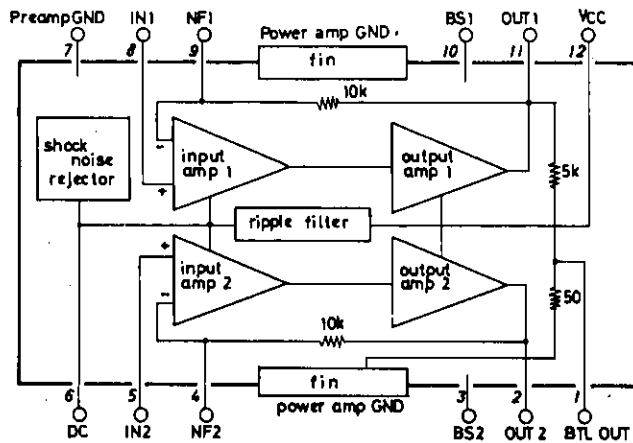 PreampGND IN1 NF1 Power amp GND. BS1 OUT1 VCC
7 8 9 10 11 12
fin
10k
shock
noise
rejector
input
amp 1
output
amp 1
5k
- 
+
ripple filter
+
-
input
amp 2
output
amp 2
50
10k
fin
power amp GND
6 5 4 3 2 1
DC IN2 NF2 BS2 OUT 2 BTL OUT